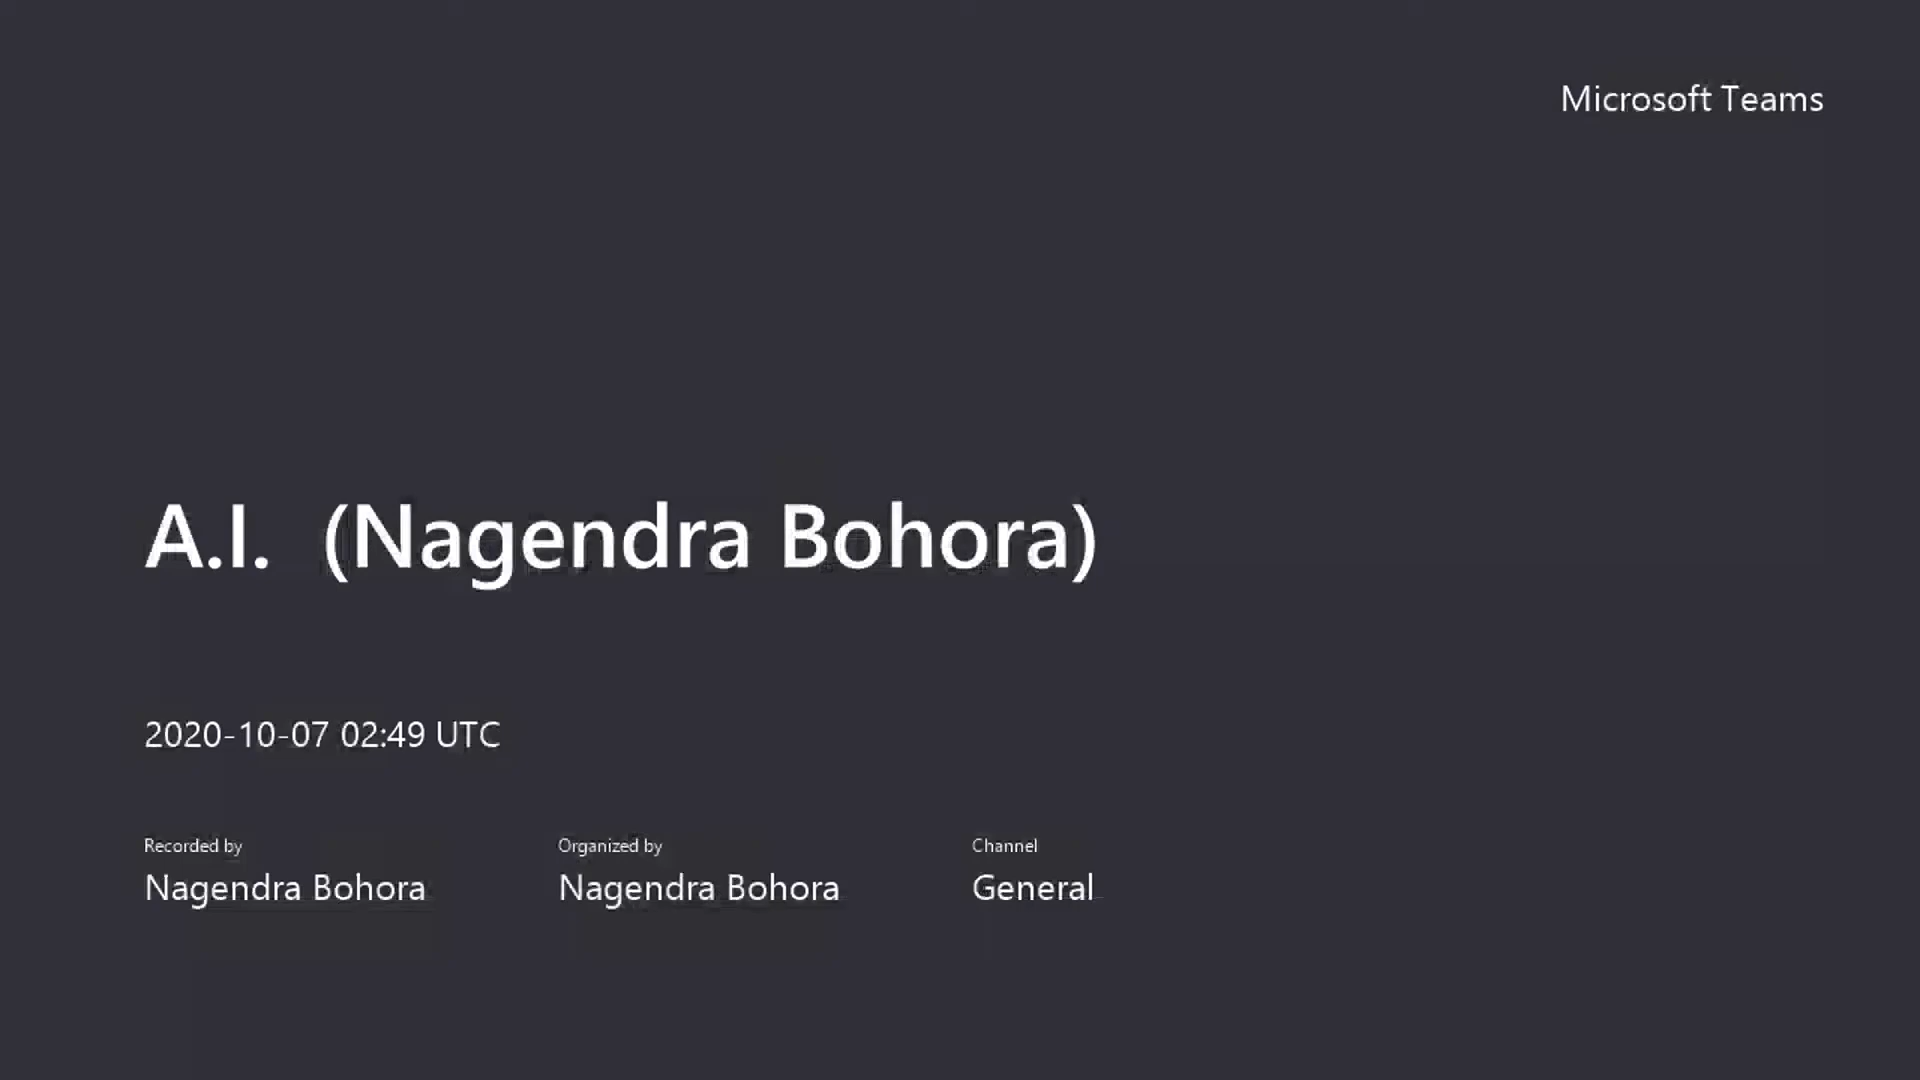 Microsoft Teams
A.I.  (Nagendra Bohora)
2020-10-07 02:49 UTC
Recorded by
Nagendra Bohora
Organized by
Nagendra Bohora
Channel
General